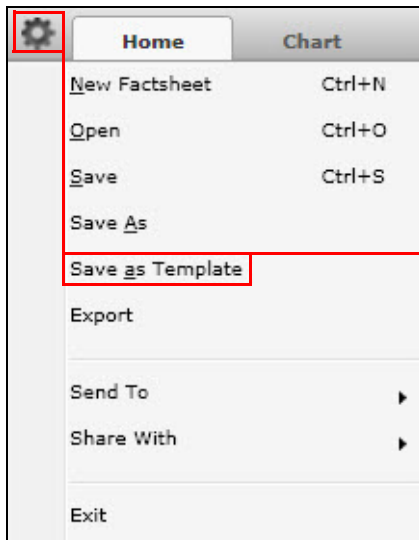 Home Chart
New Factsheet Ctrl+N
Open Ctrl+O
Save Ctrl+S
Save As
Save as Template
Export
Send To
Share With
Exit